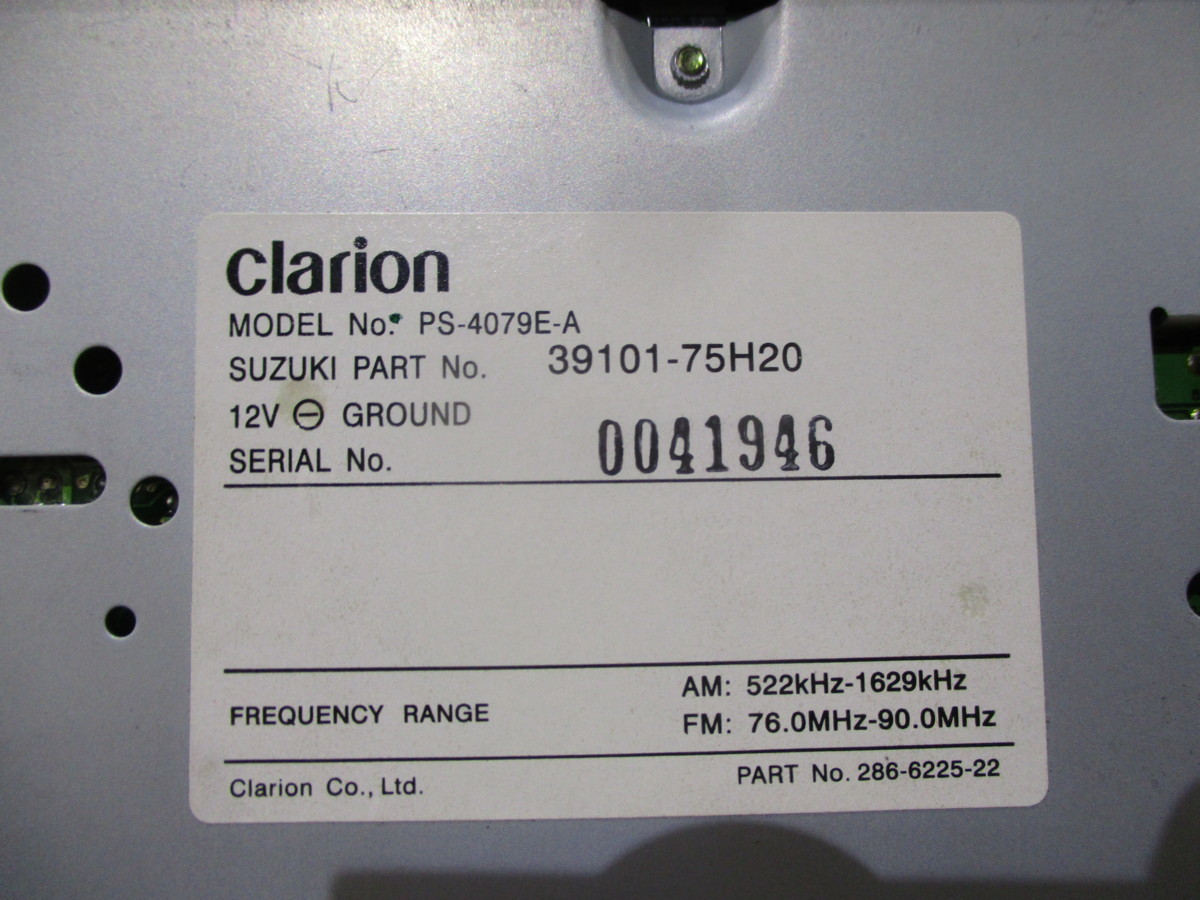 clarion
MODEL No. PS-4079E-A
SUZUKI PART No. 39101-75H20
12V ⊖ GROUND
SERIAL No. 0041946
AM: 522kHz-1629kHz
FREQUENCY RANGE
FM: 76.0MHz-90.0MHz
Clarion Co., Ltd. PART No. 286-6225-22